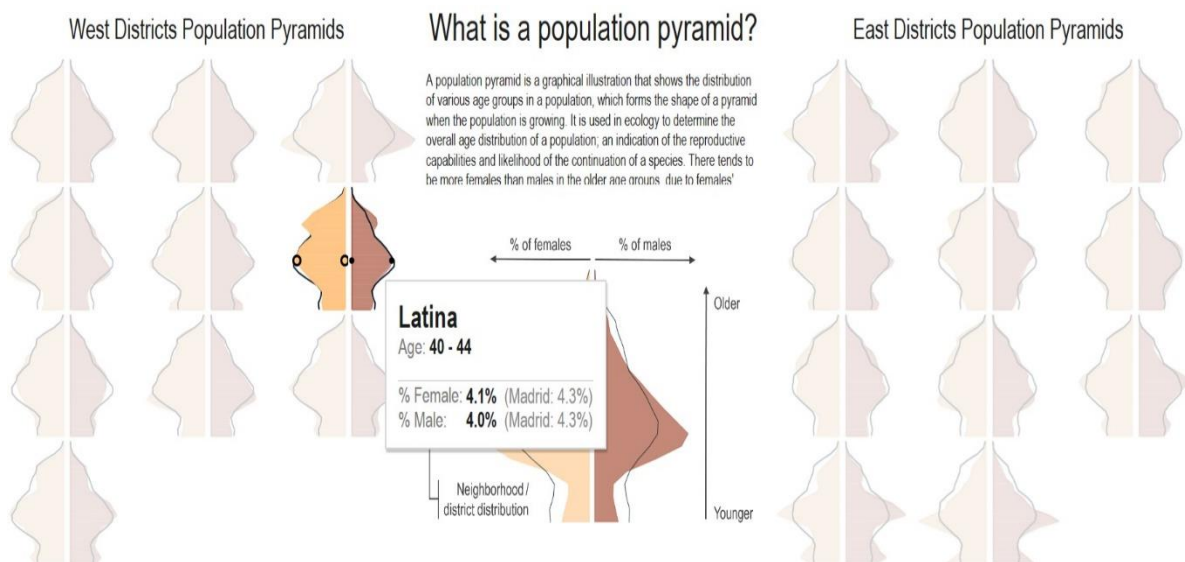 West Districts Population Pyramids
What is a population pyramid?
East Districts Population Pyramids
A population pyramid is a graphical illustration that shows the distribution
of various age groups in a population, which forms the shape of a pyramid
when the population is growing. It is used in ecology to determine the
overall age distribution of a population; an indication of the reproductive
capabilities and likelihood of the continuation of a species. There tends to
be more females than males in the older age groups, due to females'
% of females
% of males
Older
Latina
Age: 40 - 44
% Female: 4.1% (Madrid: 4.3%)
% Male: 4.0% (Madrid: 4.3%)
Neighborhood /
district distribution
Younger